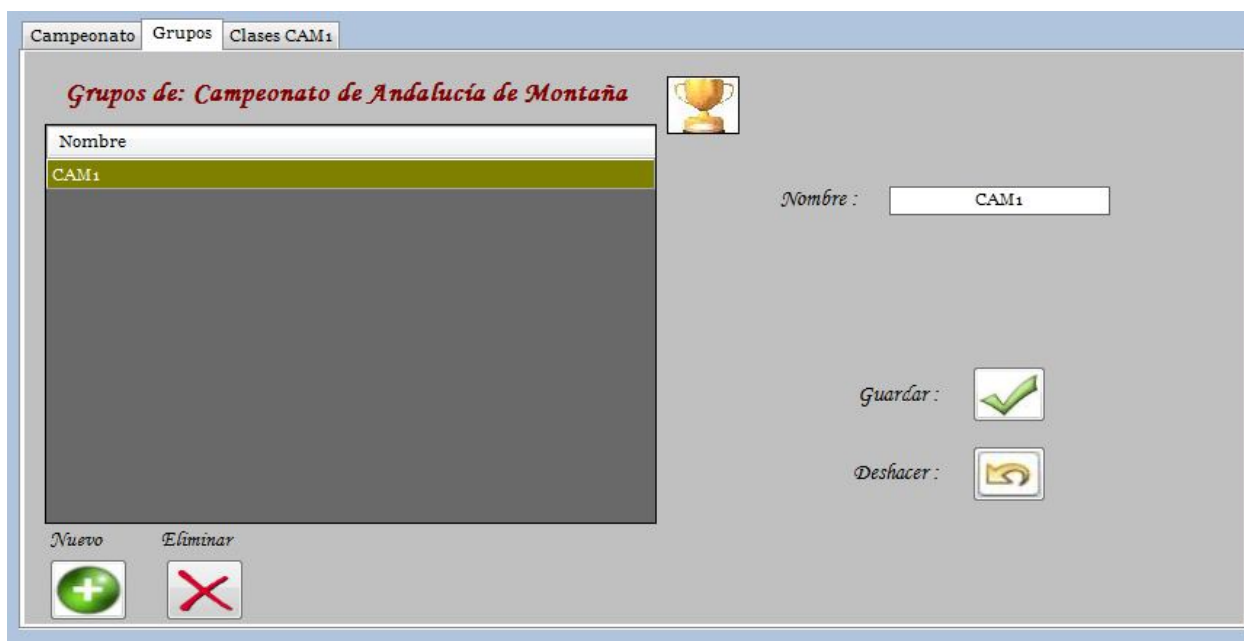 Campeonato Grupos Clases CAM1
Grupos de: Campeonato de Andalucía de Montaña
Nombre
CAM1
Nombre : CAM1
Guardar :
Deshacer :
Nuevo Eliminar